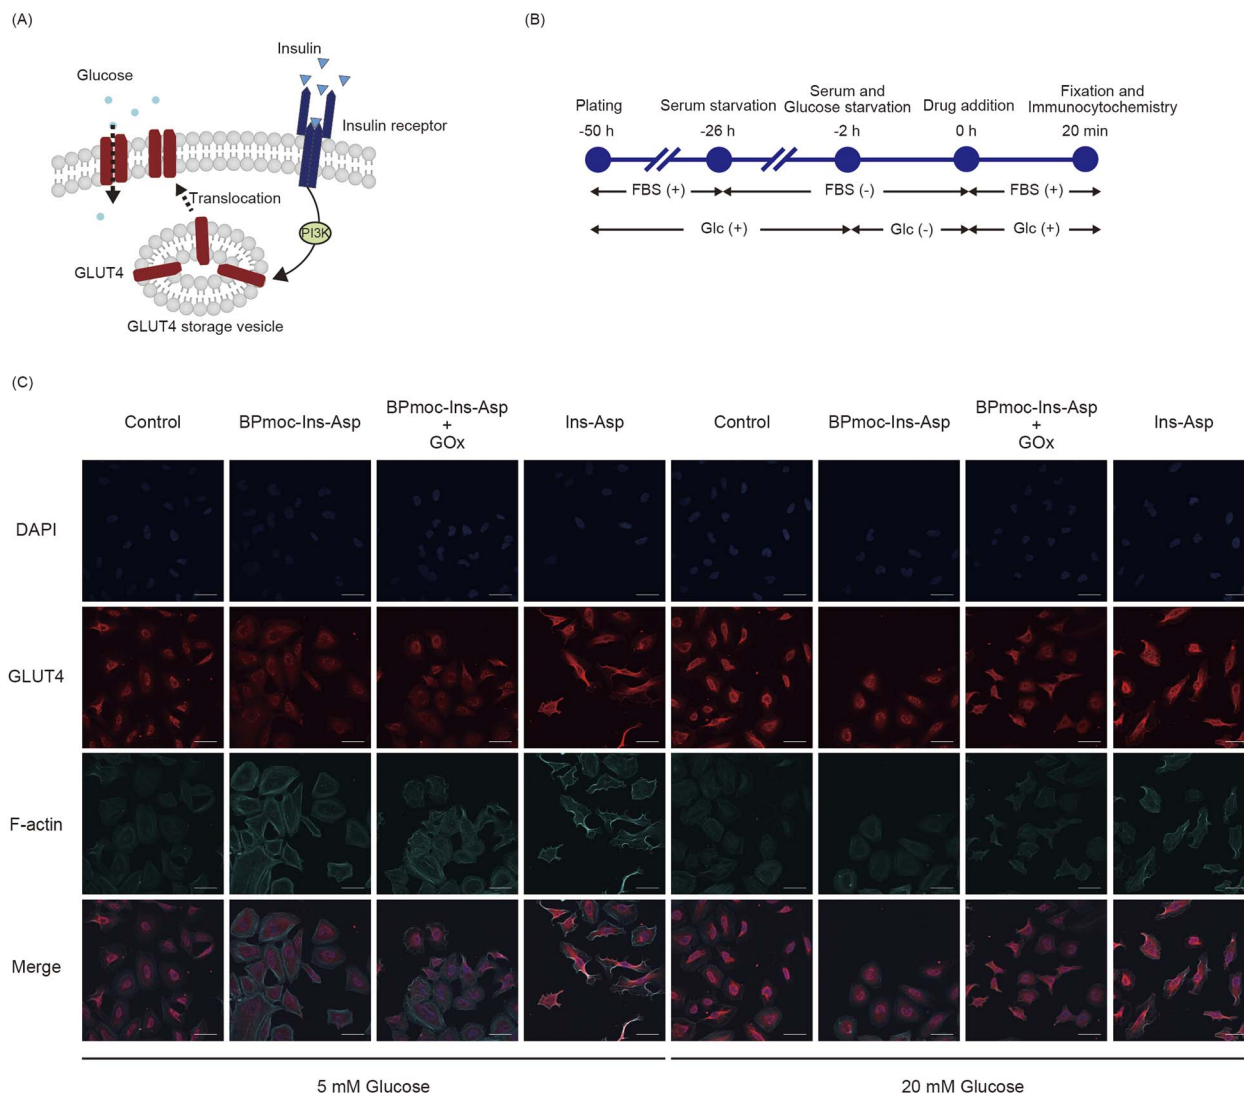 (A)
Insulin
Glucose
Insulin receptor
Translocation
PI3K
GLUT4
GLUT4 storage vesicle
(B)
Serum and Fixation and
Plating Serum starvation Glucose starvation Drug addition Immunocytochemistry
-50 h -26 h -2 h 0 h 20 min
FBS (+) FBS (-) FBS (+)
Glc (+) Glc (-) Glc (+)
(C)
Control
BPmoc-Ins-Asp
BPmoc-Ins-Asp
+
GOx
Ins-Asp
Control
BPmoc-Ins-Asp
BPmoc-Ins-Asp
+
GOx
Ins-Asp
DAPI
GLUT4
F-actin
Merge
5 mM Glucose
20 mM Glucose